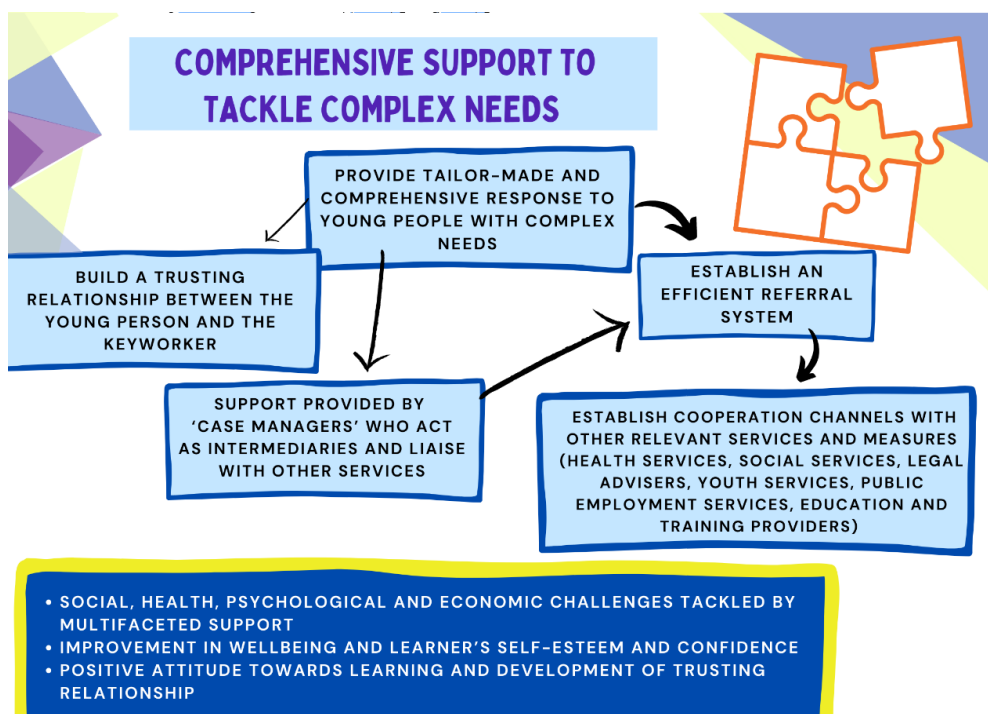 COMPREHENSIVE SUPPORT TO
TACKLE COMPLEX NEEDS
PROVIDE TAILOR-MADE AND
COMPREHENSIVE RESPONSE TO
YOUNG PEOPLE WITH COMPLEX
NEEDS
BUILD A TRUSTING
RELATIONSHIP BETWEEN THE
YOUNG PERSON AND THE
KEYWORKER
ESTABLISH AN
EFFICIENT REFERRAL
SYSTEM
SUPPORT PROVIDED BY
‘CASE MANAGERS’ WHO ACT
AS INTERMEDIARIES AND LIAISE
WITH OTHER SERVICES
ESTABLISH COOPERATION CHANNELS WITH
OTHER RELEVANT SERVICES AND MEASURES
(HEALTH SERVICES, SOCIAL SERVICES, LEGAL
ADVISERS, YOUTH SERVICES, PUBLIC
EMPLOYMENT SERVICES, EDUCATION AND
TRAINING PROVIDERS)
• SOCIAL, HEALTH, PSYCHOLOGICAL AND ECONOMIC CHALLENGES TACKLED BY
MULTIFACETED SUPPORT
• IMPROVEMENT IN WELLBEING AND LEARNER’S SELF-ESTEEM AND CONFIDENCE
• POSITIVE ATTITUDE TOWARDS LEARNING AND DEVELOPMENT OF TRUSTING
RELATIONSHIP